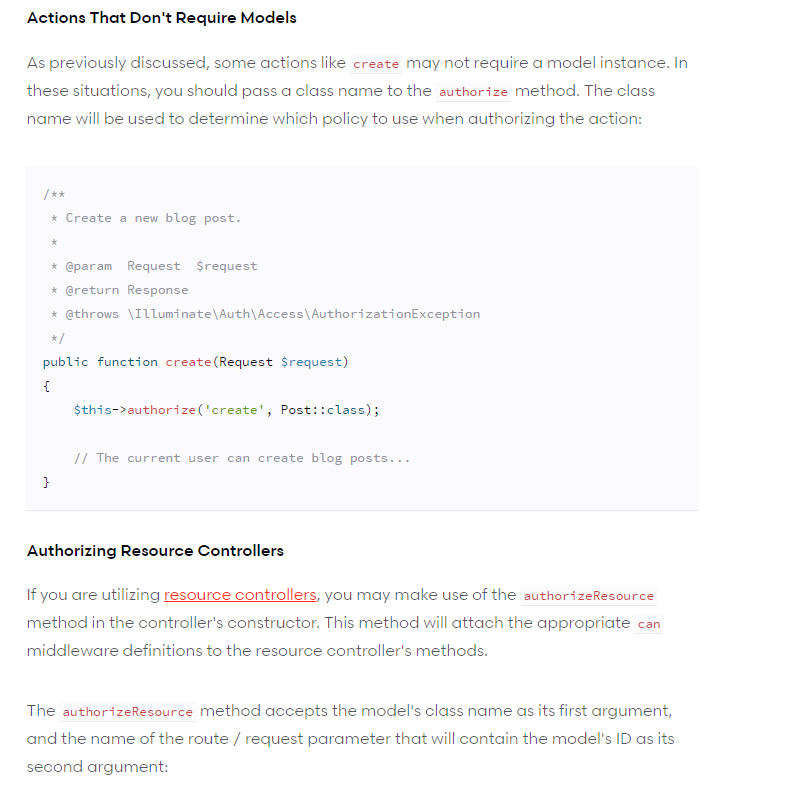 Actions That Don't Require Models
As previously discussed, some actions like create may not require a model instance. In
these situations, you should pass a class name to the authorize method. The class
name will be used to determine which policy to use when authorizing the action:
/**
 * Create a new blog post.
 *
 * @param  Request  $request
 * @return Response
 * @throws \Illuminate\Auth\Access\AuthorizationException
 */
public function create(Request $request)
{
    $this->authorize('create', Post::class);
    // The current user can create blog posts...
}
Authorizing Resource Controllers
If you are utilizing resource controllers, you may make use of the authorizeResource
method in the controller's constructor. This method will attach the appropriate can
middleware definitions to the resource controller's methods.
The authorizeResource method accepts the model's class name as its first argument,
and the name of the route / request parameter that will contain the model's ID as its
second argument: